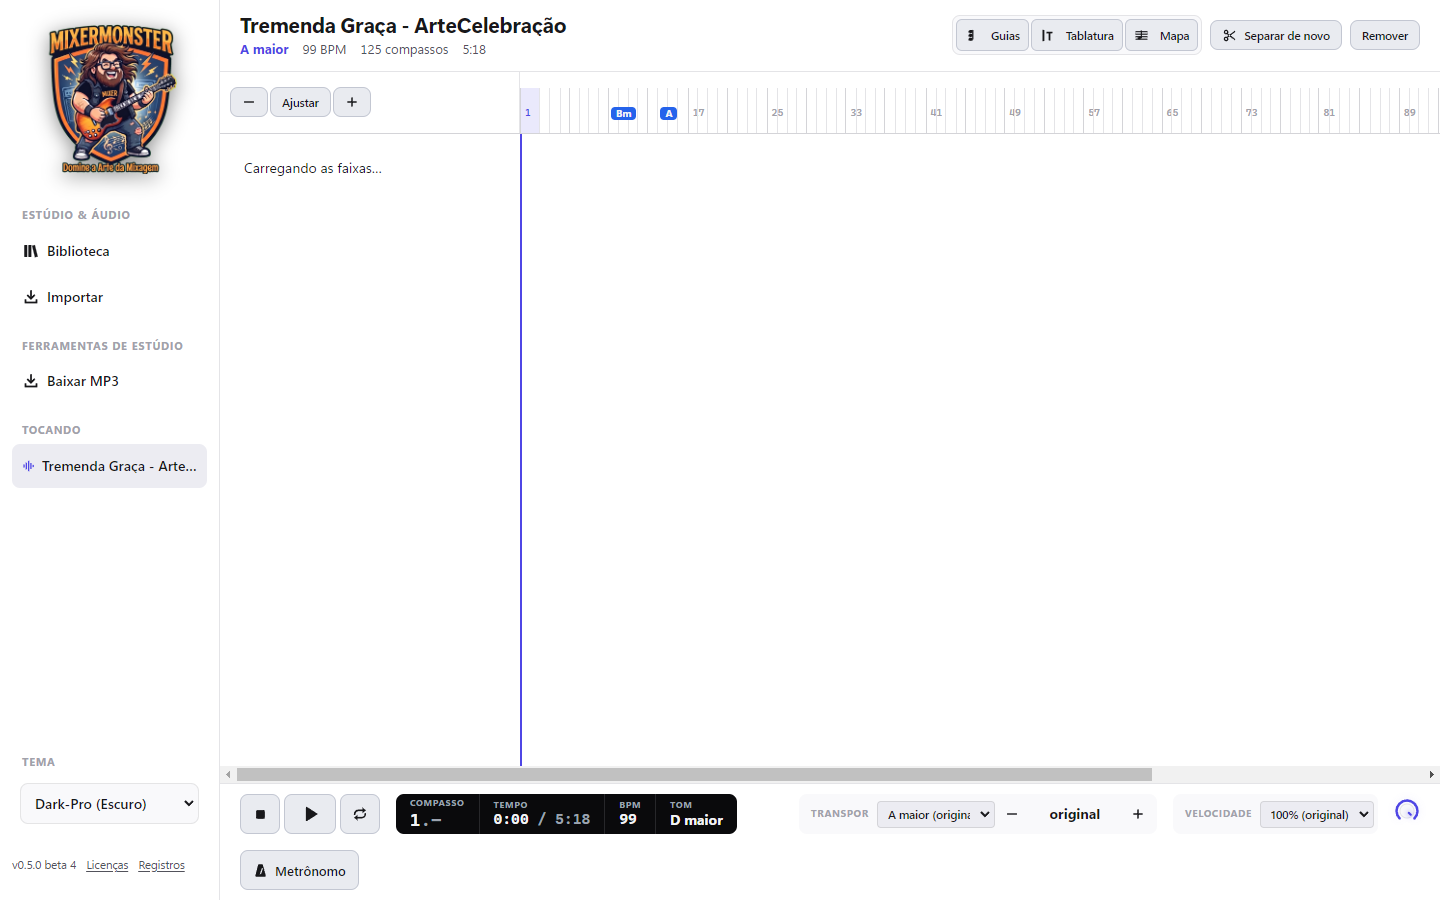 MIXERMONSTER
Domine a Arte da Mixagem
ESTÚDIO & ÁUDIO
Biblioteca
Importar
FERRAMENTAS DE ESTÚDIO
Baixar MP3
TOCANDO
Tremenda Graça - Arte...
TEMA
Dark-Pro (Escuro)
v0.5.0 beta 4 Licenças Registros
Tremenda Graça - ArteCelebração
A maior 99 BPM 125 compassos 5:18
Guias Tablatura Mapa Separar de novo Remover
− Ajustar +
1 Bm A 17 25 33 41 49 57 65 73 81 89
Carregando as faixas...
COMPASSO TEMPO BPM TOM
1.− 0:00 / 5:18 99 D maior
TRANSPOR A maior (origina − original +
VELOCIDADE 100% (original)
Metrônomo